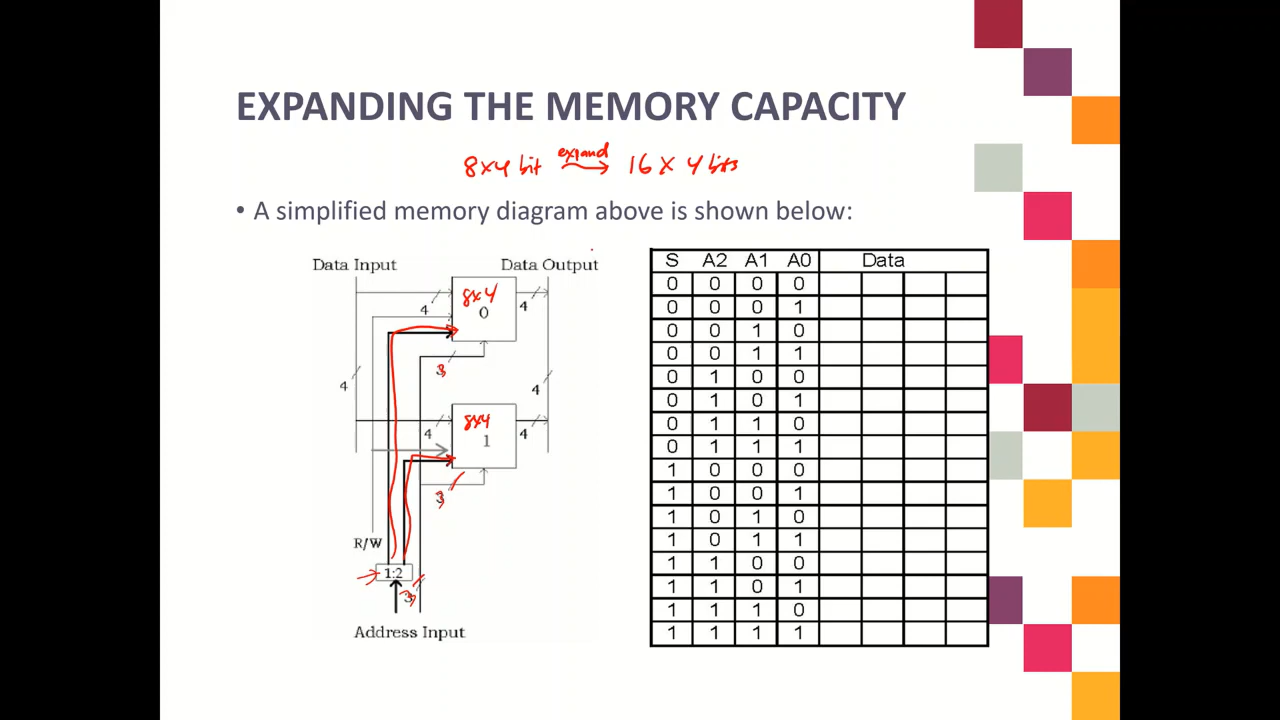 EXPANDING THE MEMORY CAPACITY
8x4 bit expand → 16 x 4 bits
• A simplified memory diagram above is shown below:
Data Input Data Output
8x4
4 0 4
3
4 4
8x4
4 1 4
3
R/W
1:2
3
Address Input
S A2 A1 A0 Data
0 0 0 0
0 0 0 1
0 0 1 0
0 0 1 1
0 1 0 0
0 1 0 1
0 1 1 0
0 1 1 1
1 0 0 0
1 0 0 1
1 0 1 0
1 0 1 1
1 1 0 0
1 1 0 1
1 1 1 0
1 1 1 1